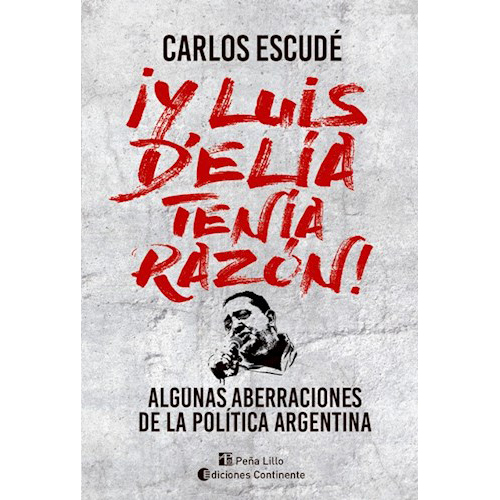 CARLOS ESCUDÉ
¡Y LUIS
D'ELÍA
TENÍA
RAZÓN!
ALGUNAS ABERRACIONES
DE LA POLÍTICA ARGENTINA
Peña Lillo
Ediciones Continente